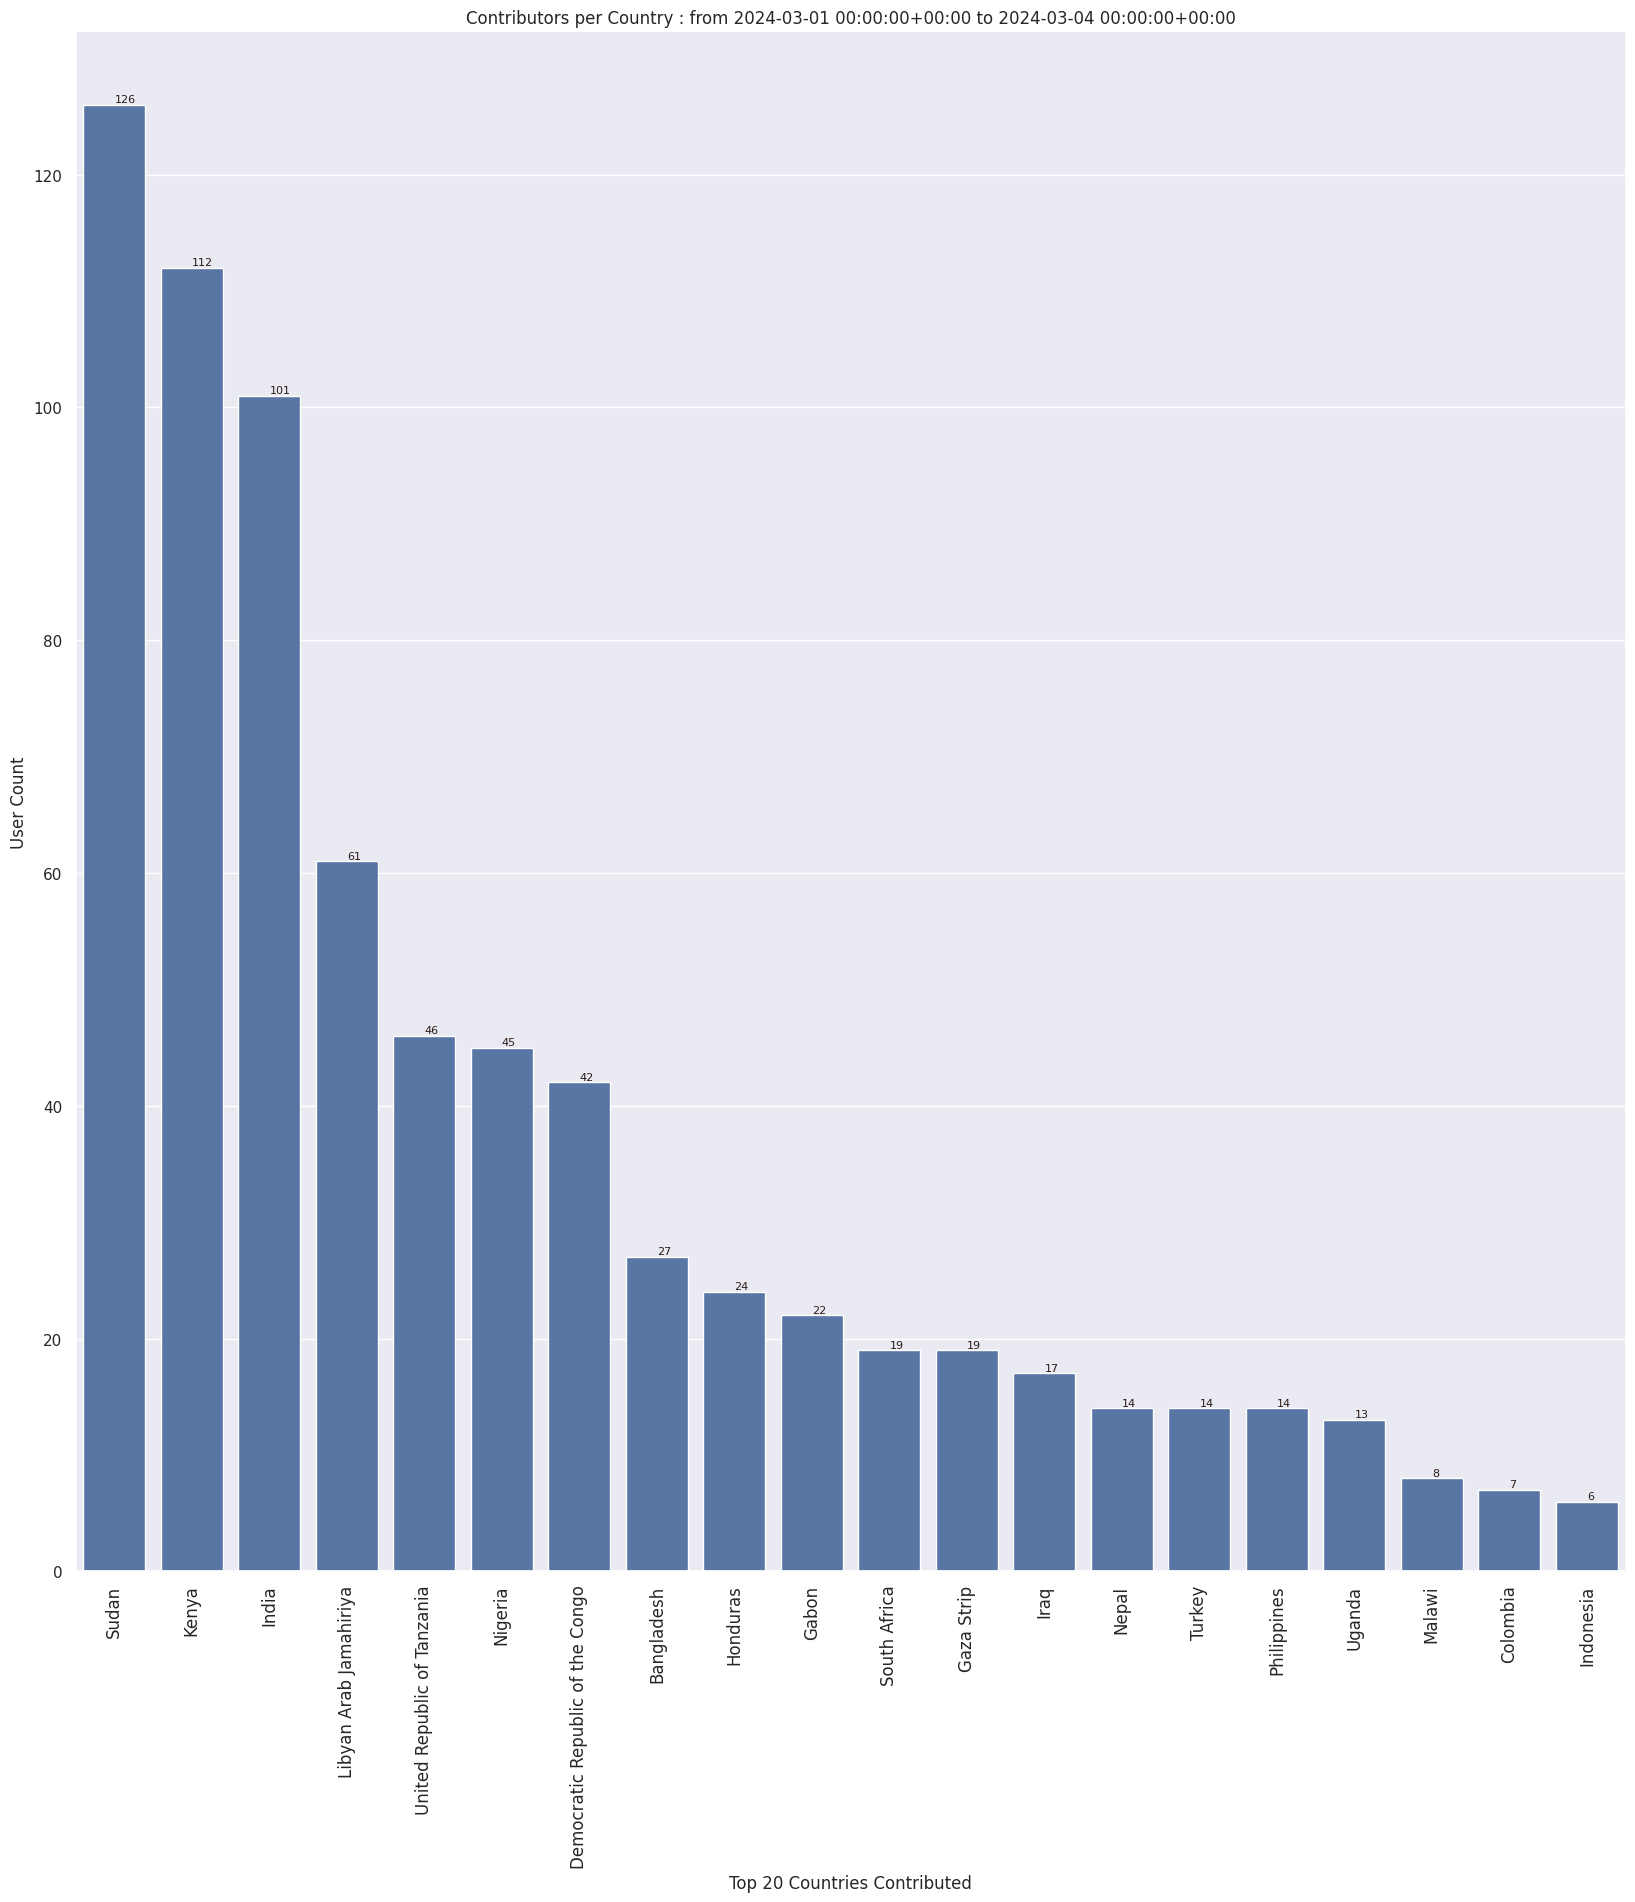 Contributors per Country : from 2024-03-01 00:00:00+00:00 to 2024-03-04 00:00:00+00:00
126
112
101
61
46
45
42
27
24
22
19
19
17
14
14
14
13
8
7
6
User Count
120
100
80
60
40
20
0
Sudan
Kenya
India
Libyan Arab Jamahiriya
United Republic of Tanzania
Nigeria
Democratic Republic of the Congo
Bangladesh
Honduras
Gabon
South Africa
Gaza Strip
Iraq
Nepal
Turkey
Philippines
Uganda
Malawi
Colombia
Indonesia
Top 20 Countries Contributed